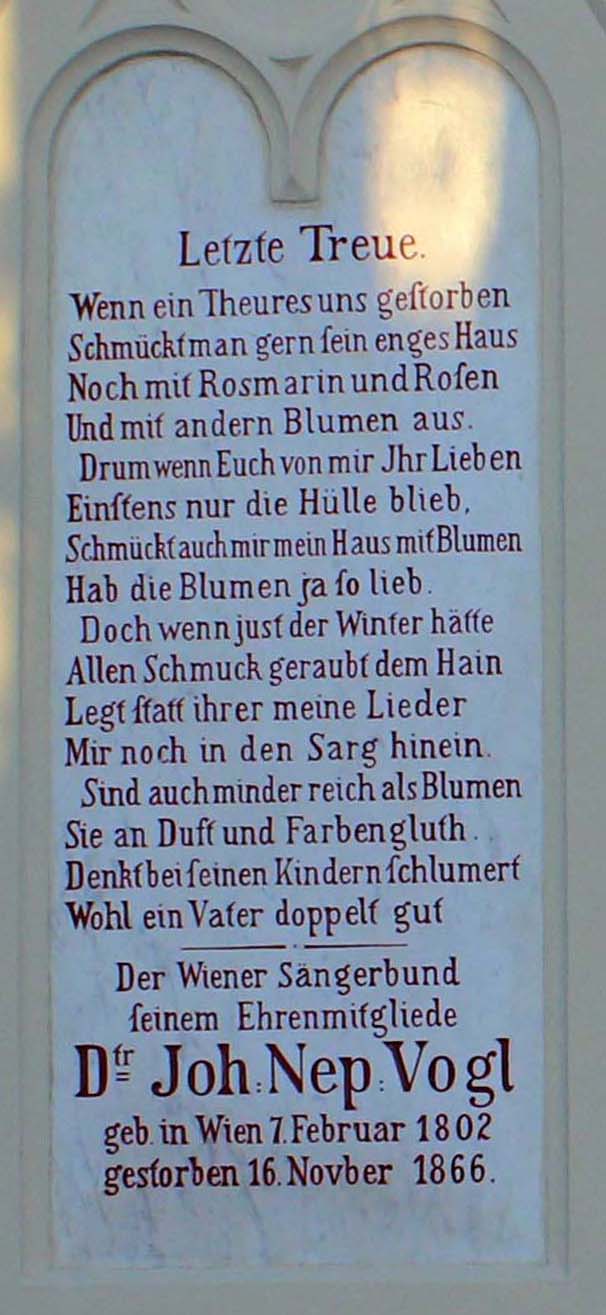 Letzte Treue.
Wenn ein Theures uns geſtorben
Schmückt man gern ſein enges Haus
Noch mit Rosmarin und Roſen
Und mit andern Blumen aus.
Drum wenn Euch von mir Jhr Lieben
Einſtens nur die Hülle blieb,
Schmückt auch mir mein Haus mit Blumen
Hab die Blumen ja ſo lieb.
Doch wenn just der Winter hätte
Allen Schmuck geraubt dem Hain
Legt ſtatt ihrer meine Lieder
Mir noch in den Sarg hinein.
Sind auch minder reich als Blumen
Sie an Duft und Farbengluth.
Denkt bei ſeinen Kindern ſchlumert
Wohl ein Vater doppelt gut
Der Wiener Sängerbund
ſeinem Ehrenmitgliede
Dtr Joh: Nep: Vogl
geb. in Wien 7. Februar 1802
gestorben 16. Novber 1866.